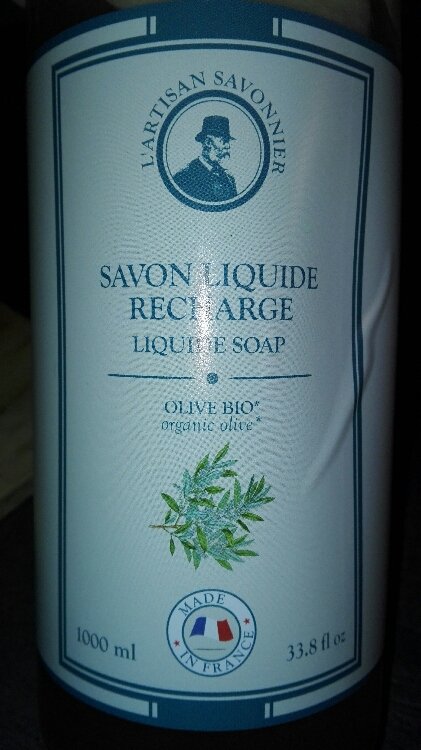 L'ARTISAN SAVONNIER
SAVON LIQUIDE
RECHARGE
LIQUIDE SOAP
OLIVE BIO*
organic olive*
MADE
IN FRANCE
1000 ml
33.8 fl oz